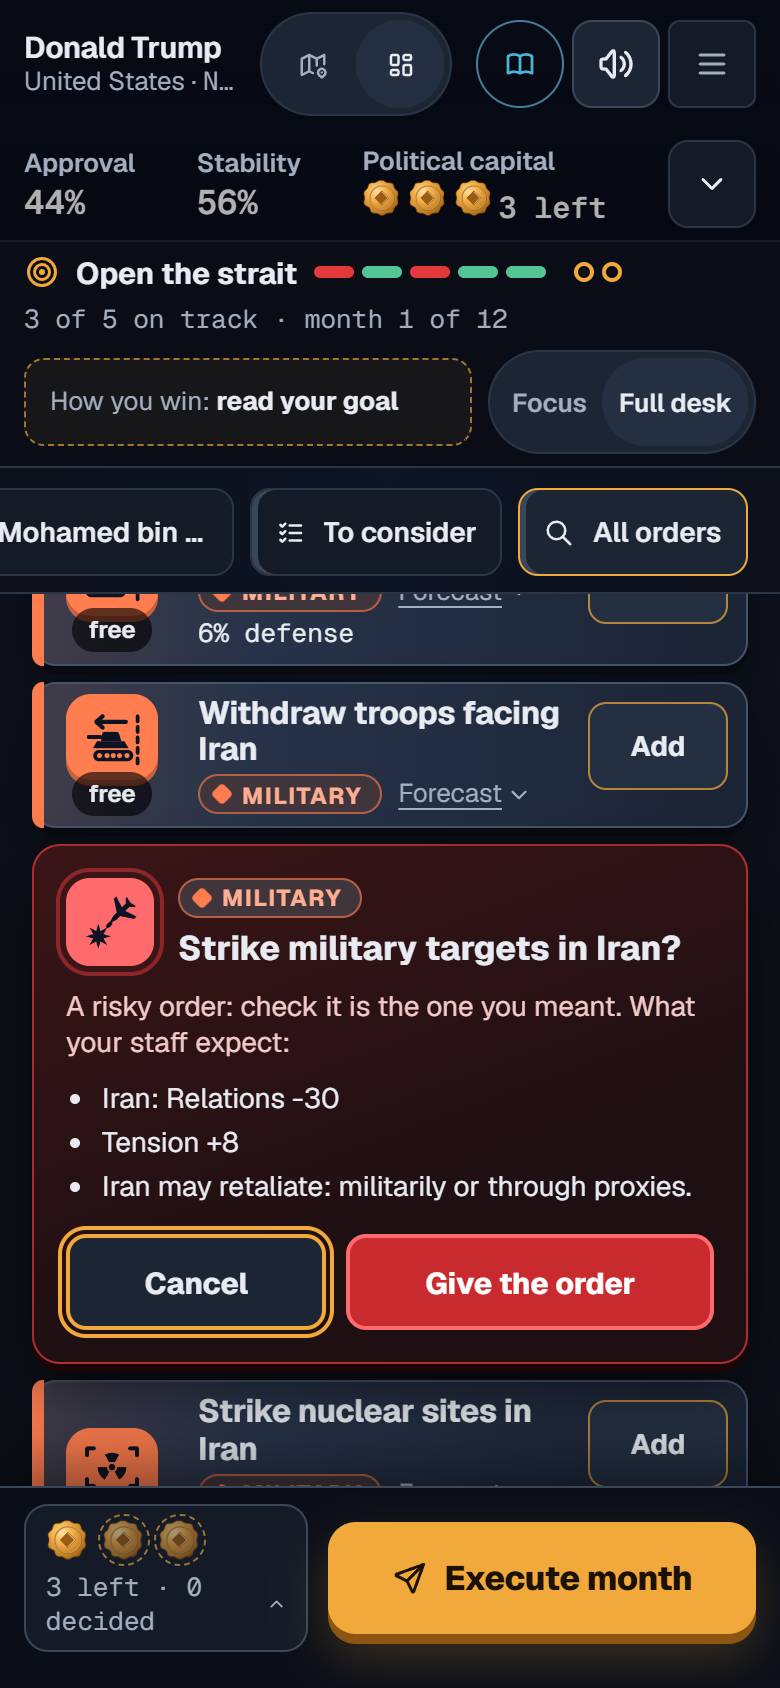 Donald Trump
United States · N...
Approval
44%
Stability
56%
Political capital
3 left
Open the strait
3 of 5 on track · month 1 of 12
How you win: read your goal
Focus
Full desk
Mohamed bin ...
To consider
All orders
free
MILITARY
Forecast
6% defense
Withdraw troops facing
Iran
Add
free
MILITARY
Forecast
MILITARY
Strike military targets in Iran?
A risky order: check it is the one you meant. What
your staff expect:
• Iran: Relations -30
• Tension +8
• Iran may retaliate: militarily or through proxies.
Cancel
Give the order
Strike nuclear sites in
Iran
Add
3 left · 0
decided
Execute month